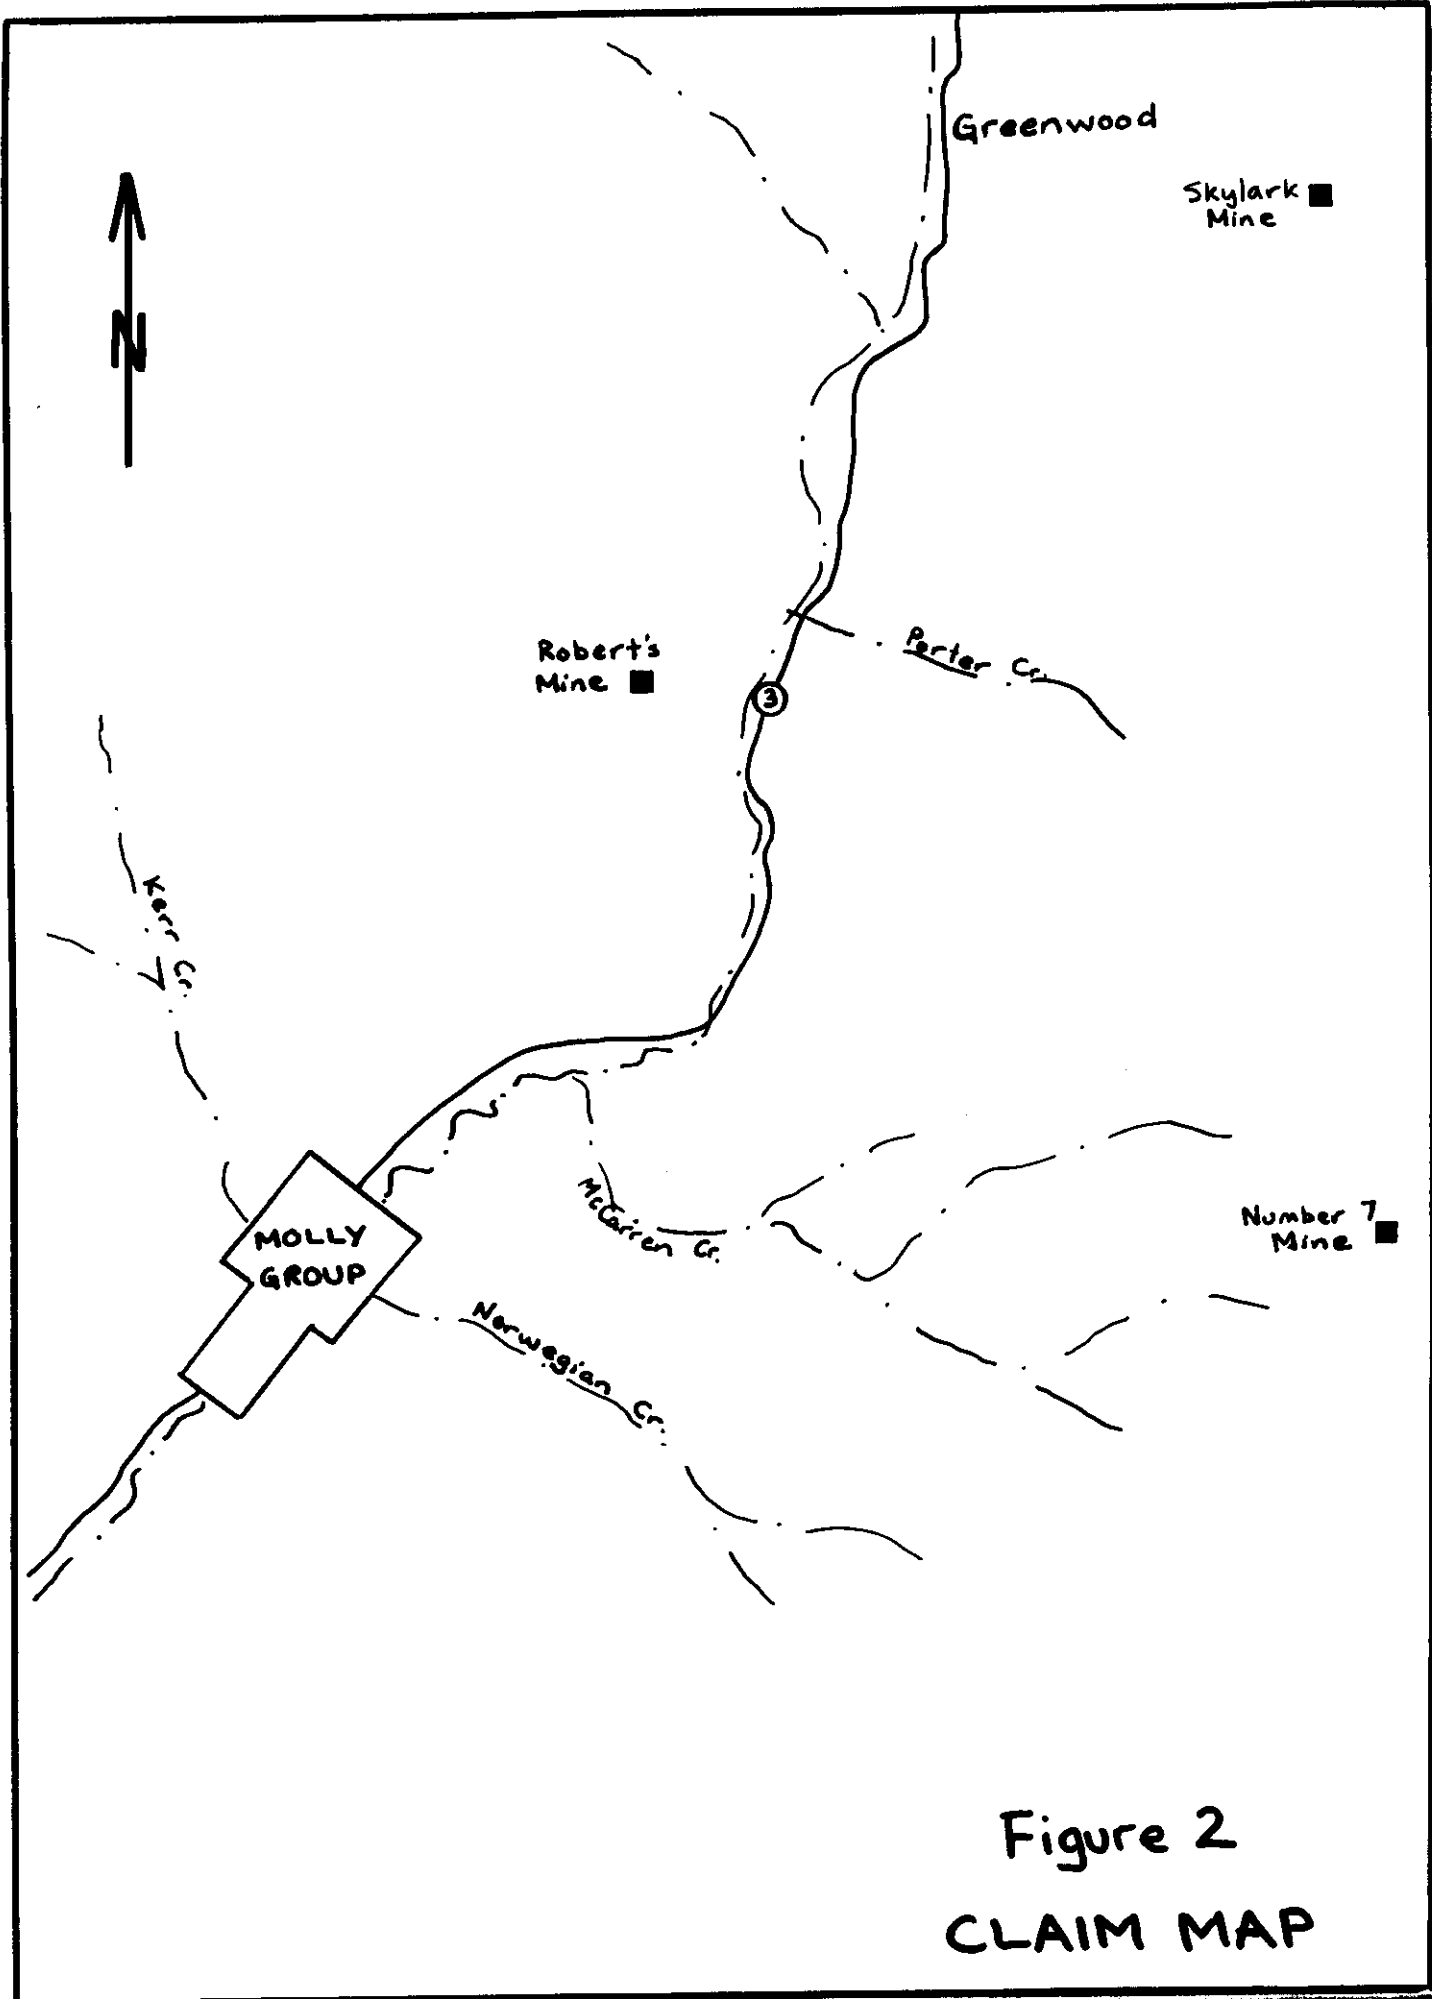 Greenwood
Skylark
Mine
N
Robert's
Mine
Porter Cr.
3
Kerr Cr.
McCarren Cr.
Number 7
Mine
MOLLY
GROUP
Norwegian Cr.
Figure 2
CLAIM MAP